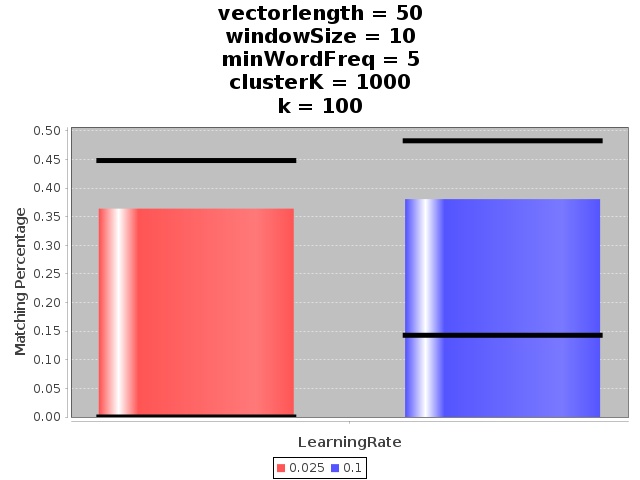 vectorlength = 50
windowSize = 10
minWordFreq = 5
clusterK = 1000
k = 100
Matching Percentage
0.50
0.45
0.40
0.35
0.30
0.25
0.20
0.15
0.10
0.05
0.00
LearningRate
0.025 0.1